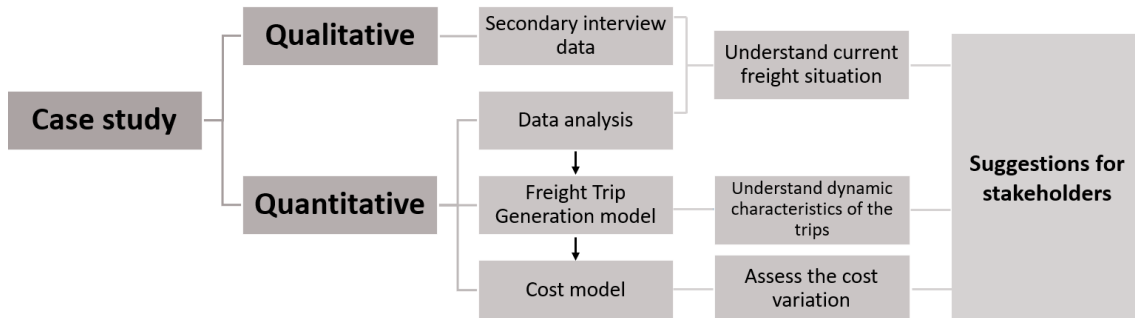 Case study
Qualitative
Quantitative
Secondary interview
data
Data analysis
Freight Trip
Generation model
Cost model
Understand current
freight situation
Understand dynamic
characteristics of the
trips
Assess the cost
variation
Suggestions for
stakeholders